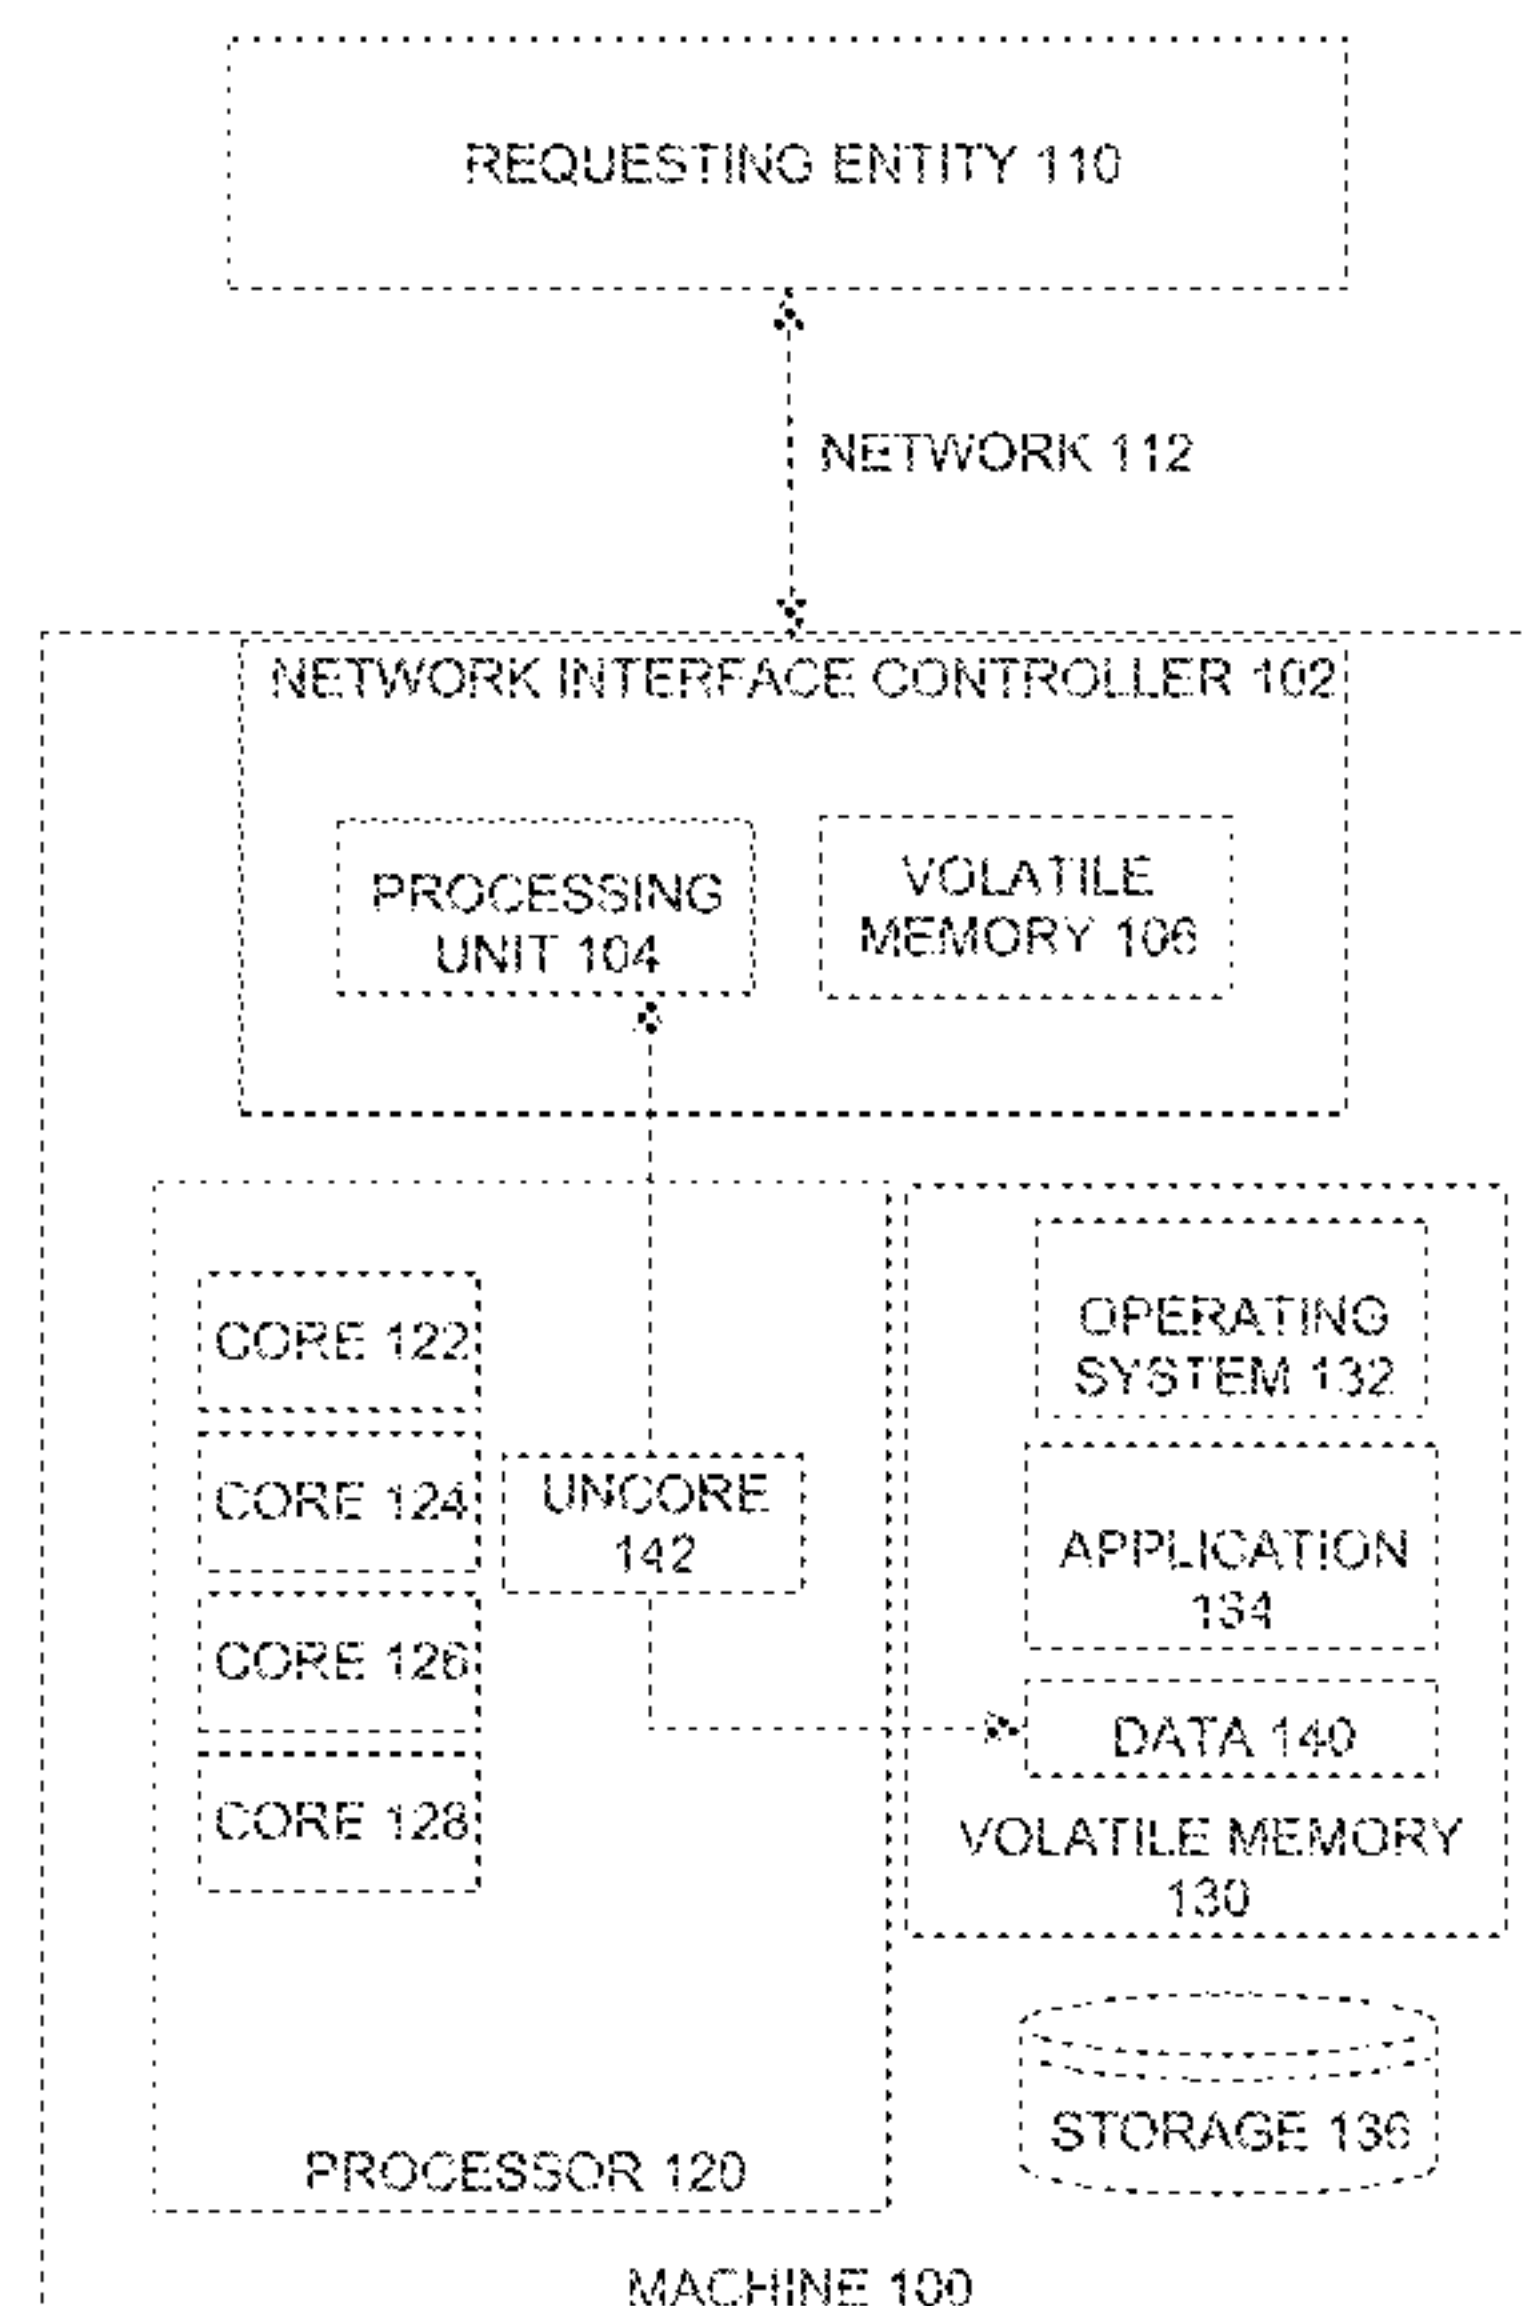 REQUESTING ENTITY 110
NETWORK 112
NETWORK INTERFACE CONTROLLER 102
PROCESSING
UNIT 104
VOLATILE
MEMORY 106
CORE 122
CORE 124
CORE 126
CORE 128
UNCORE
142
PROCESSOR 120
OPERATING
SYSTEM 132
APPLICATION
134
DATA 140
VOLATILE MEMORY
130
STORAGE 136
MACHINE 100